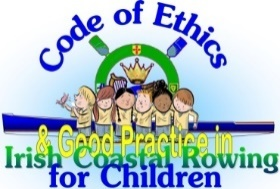 Code of Ethics
& Good Practice in
Irish Coastal Rowing
for Children